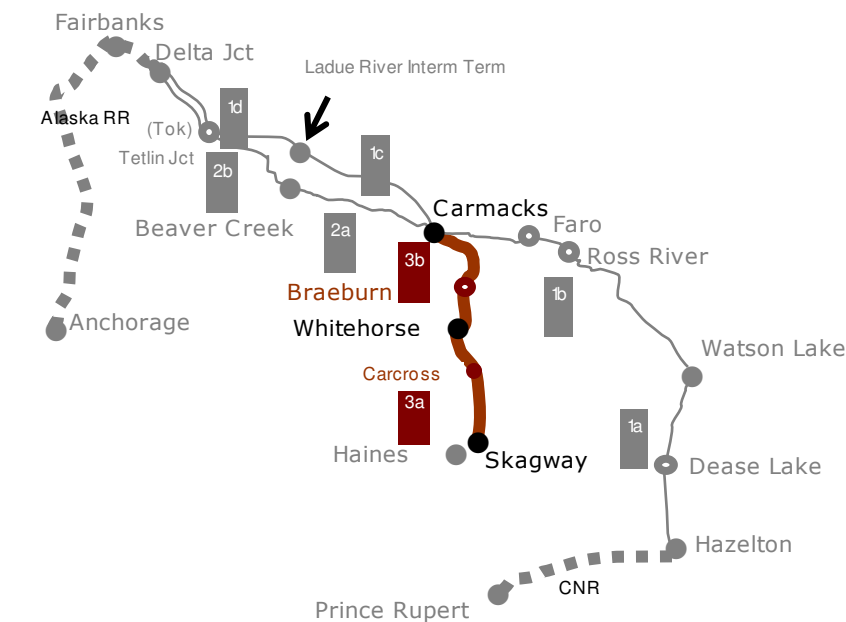 Fairbanks
Delta Jct
Ladue River Interm Term
Alaska RR
1d
(Tok)
Tetlin Jct
1c
2b
Carmacks
Beaver Creek
2a
Faro
3b
Ross River
Braeburn
1b
Anchorage
Whitehorse
Watson Lake
Carcross
3a
1a
Haines
Skagway
Dease Lake
Hazelton
CNR
Prince Rupert